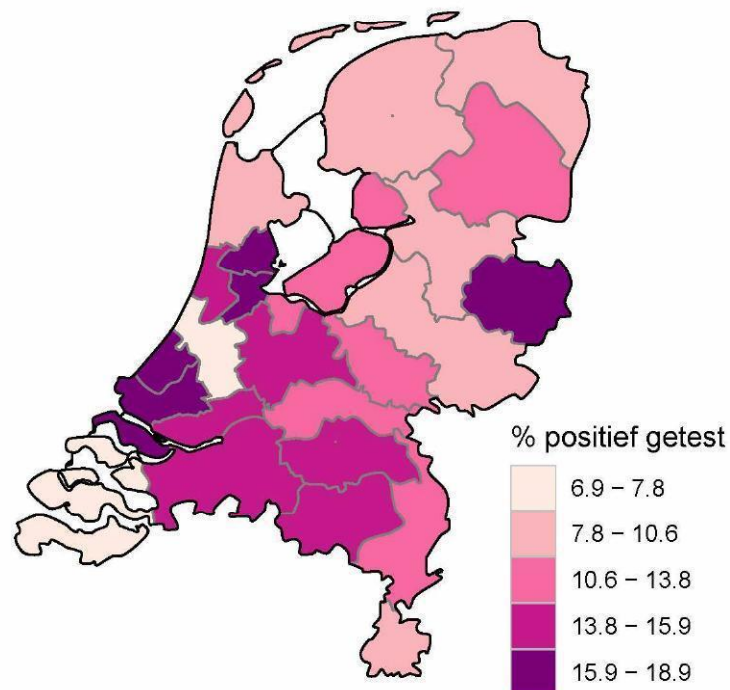 % positief getest
6.9 – 7.8
7.8 – 10.6
10.6 – 13.8
13.8 – 15.9
15.9 – 18.9